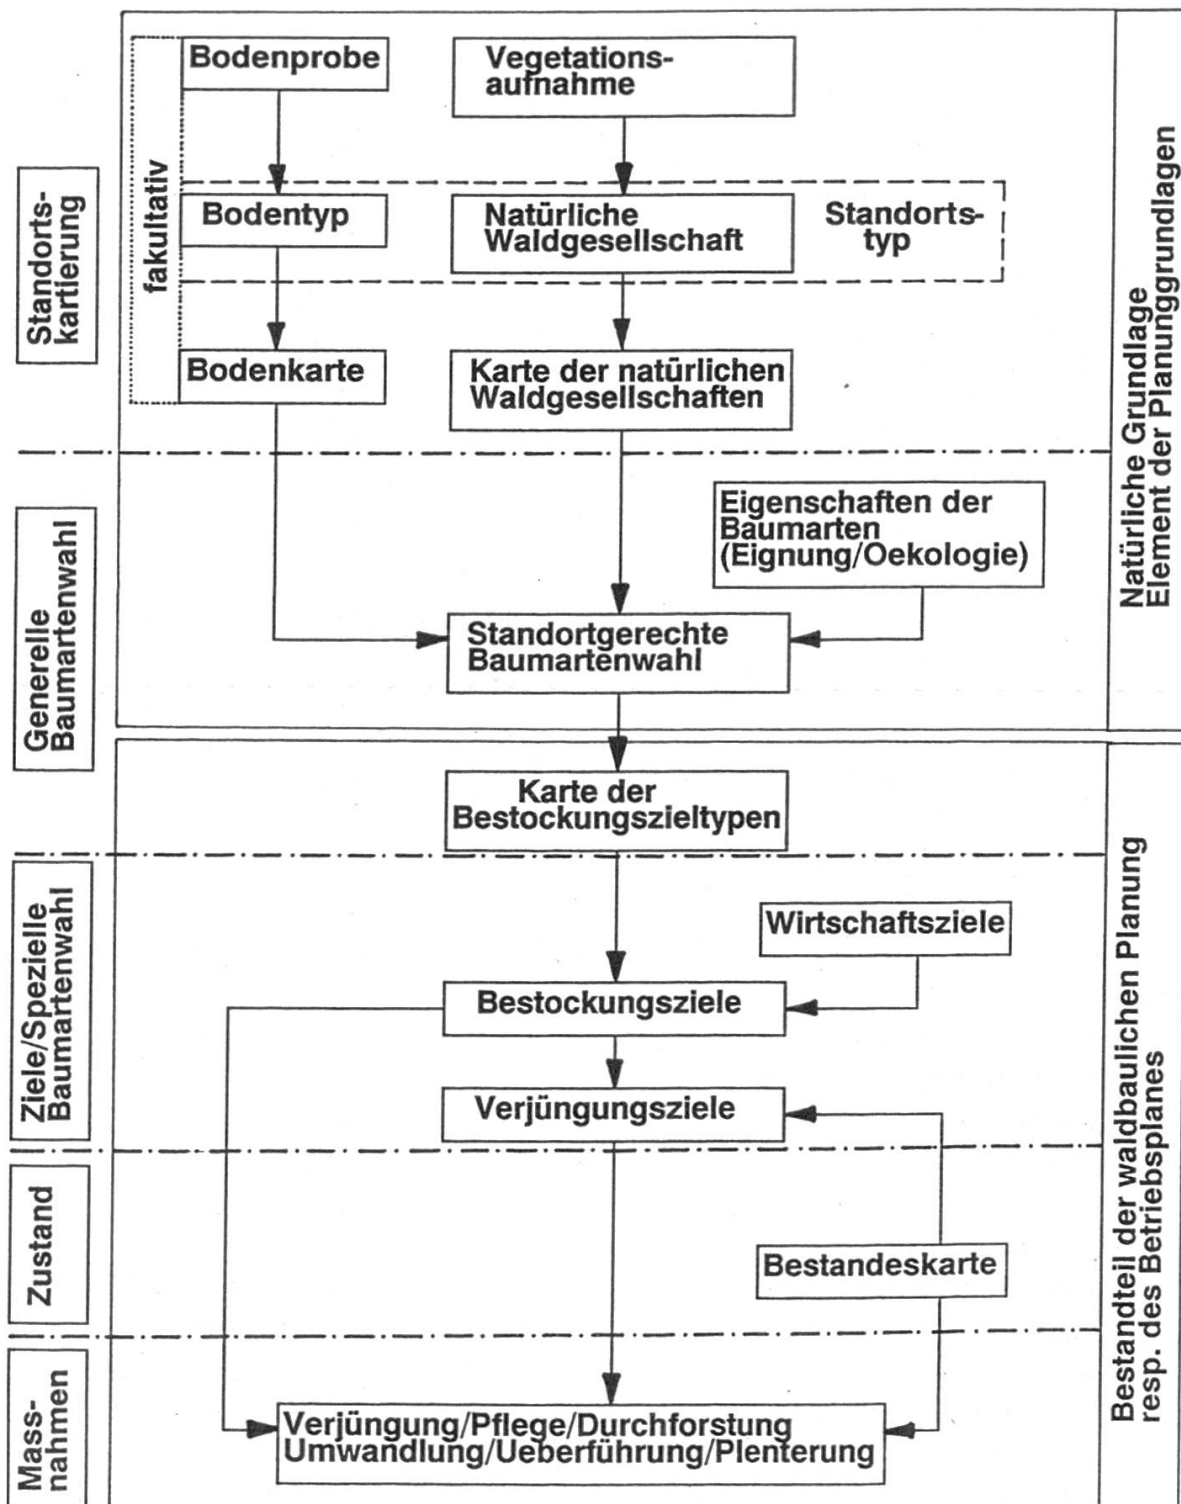 Bodenprobe
Vegetations-
aufnahme
fakultativ
Standorts-
kartierung
Bodentyp
Natürliche
Waldgesellschaft
Standorts-
typ
Bodenkarte
Karte der natürlichen
Waldgesellschaften
Natürliche Grundlage
Element der Planunggrundlagen
Generelle
Baumartenwahl
Eigenschaften der
Baumarten
(Eignung/Oekologie)
Standortgerechte
Baumartenwahl
Karte der
Bestockungszieltypen
Ziele/Spezielle
Baumartenwahl
Wirtschaftsziele
Bestockungsziele
Verjüngungsziele
Bestandteil der waldbaulichen Planung
resp. des Betriebsplanes
Zustand
Bestandeskarte
Mass-
nahmen
Verjüngung/Pflege/Durchforstung
Umwandlung/Ueberführung/Plenterung